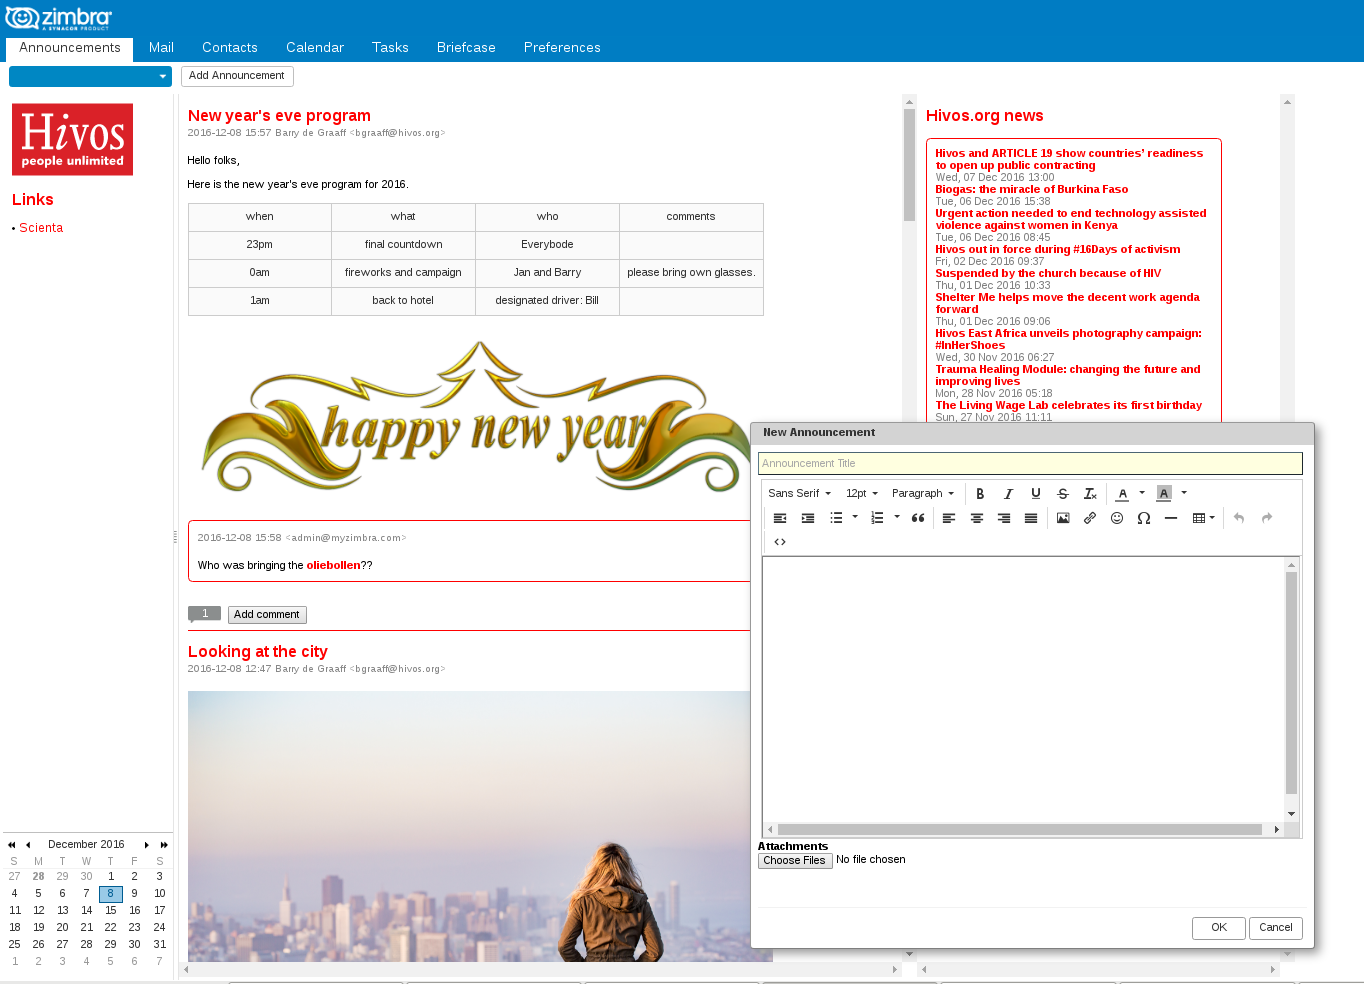 zimbra
A SYNACOR PRODUCT
Announcements Mail Contacts Calendar Tasks Briefcase Preferences
Add Announcement
Hivos
people unlimited
Links
• Scienta
New year's eve program
2016-12-08 15:57 Barry de Graaff <bgraaff@hivos.org>
Hello folks,
Here is the new year's eve program for 2016.
when what who comments
23pm final countdown Everybode
0am fireworks and campaign Jan and Barry please bring own glasses.
1am back to hotel designated driver: Bill
happy new year
2016-12-08 15:58 <admin@myzimbra.com>
Who was bringing the oliebollen??
1 Add comment
Looking at the city
2016-12-08 12:47 Barry de Graaff <bgraaff@hivos.org>
Hivos.org news
Hivos and ARTICLE 19 show countries' readiness
to open up public contracting
Wed, 07 Dec 2016 13:00
Biogas: the miracle of Burkina Faso
Tue, 06 Dec 2016 15:38
Urgent action needed to end technology assisted
violence against women in Kenya
Tue, 06 Dec 2016 08:45
Hivos out in force during #16Days of activism
Fri, 02 Dec 2016 09:37
Suspended by the church because of HIV
Thu, 01 Dec 2016 10:33
Shelter Me helps move the decent work agenda
forward
Thu, 01 Dec 2016 09:06
Hivos East Africa unveils photography campaign:
#InHerShoes
Wed, 30 Nov 2016 06:27
Trauma Healing Module: changing the future and
improving lives
Mon, 28 Nov 2016 05:18
The Living Wage Lab celebrates its first birthday
Sun, 27 Nov 2016 11:11
New Announcement
Announcement Title
Sans Serif 12pt Paragraph B I U S Tx A A
Attachments
Choose Files No file chosen
OK Cancel
December 2016
S M T W T F S
27 28 29 30 1 2 3
4 5 6 7 8 9 10
11 12 13 14 15 16 17
18 19 20 21 22 23 24
25 26 27 28 29 30 31
1 2 3 4 5 6 7